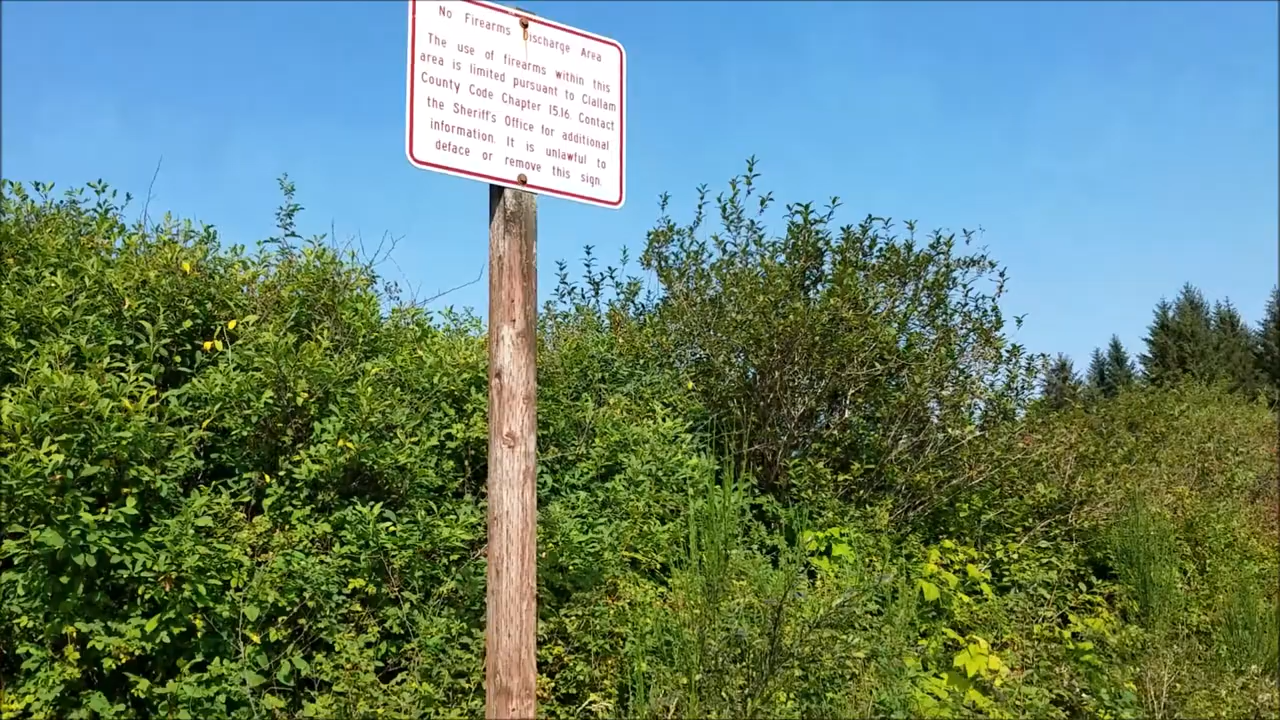 No Firearms Discharge Area
The use of firearms within this
area is limited pursuant to Clallam
County Code Chapter 15.16. Contact
the Sheriff's Office for additional
information. It is unlawful to
deface or remove this sign.